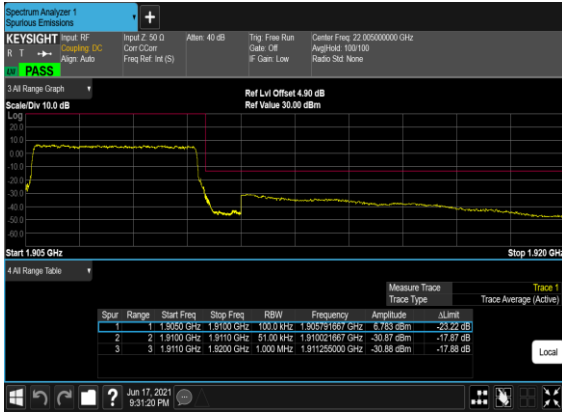 Spectrum Analyzer 1
Spurious Emissions
+
KEYSIGHT Input: RF Input Z: 50 Ω Atten: 40 dB Trig: Free Run Center Freq: 22.005000000 GHz
R T Coupling: DC Corr CCorr Gate: Off Avg|Hold: 100/100
Align: Auto Freq Ref: Int (S) IF Gain: Low Radio Std: None
PASS
3 All Range Graph Ref Lvl Offset 4.90 dB
Scale/Div 10.0 dB Ref Value 30.00 dBm
Log
20.0
10.0
0.00
-10.0
-20.0
-30.0
-40.0
-50.0
-60.0
Start 1.905 GHz Stop 1.920 GHz
4 All Range Table
Measure Trace Trace 1
Trace Type Trace Average (Active)
Spur Range Start Freq Stop Freq RBW Frequency Amplitude ΔLimit
1 1 1.9050 GHz 1.9100 GHz 100.0 kHz 1.905791667 GHz 6.783 dBm -23.22 dB
2 2 1.9100 GHz 1.9110 GHz 51.00 kHz 1.910021667 GHz -30.87 dBm -17.87 dB
3 3 1.9110 GHz 1.9200 GHz 1.000 MHz 1.911255000 GHz -30.88 dBm -17.88 dB
Local
? Jun 17, 2021
9:31:20 PM